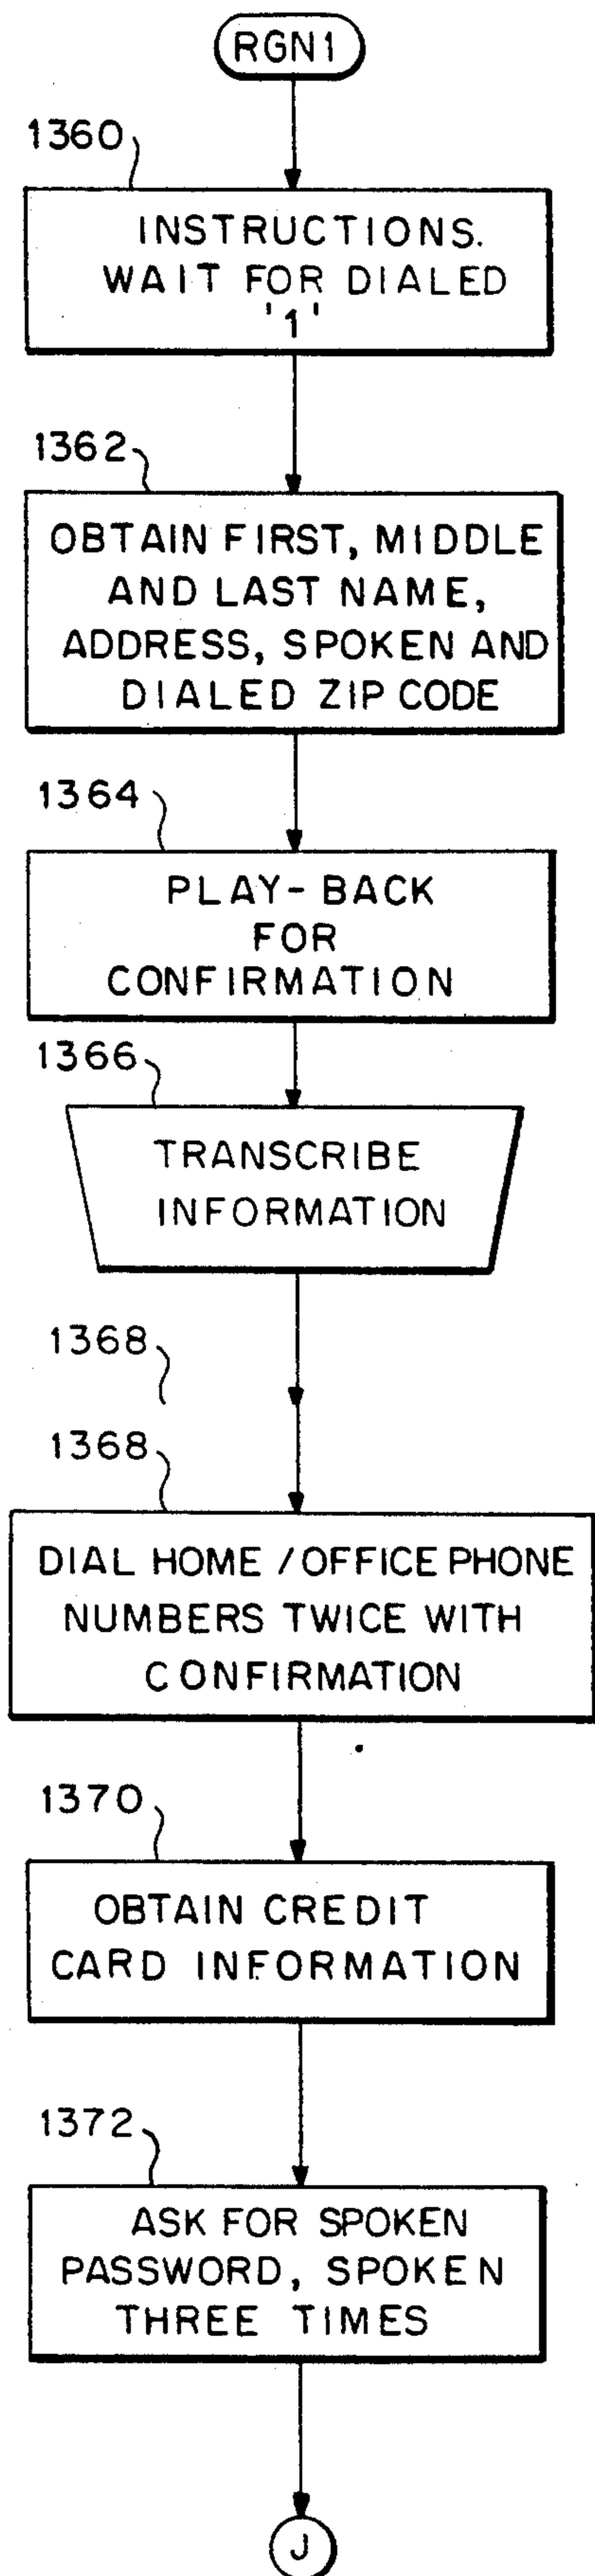 RGN1
1360
INSTRUCTIONS.
WAIT FOR DIALED
'1'
1362
OBTAIN FIRST, MIDDLE
AND LAST NAME,
ADDRESS, SPOKEN AND
DIALED ZIP CODE
1364
PLAY-BACK
FOR
CONFIRMATION
1366
TRANSCRIBE
INFORMATION
1368
1368
DIAL HOME/OFFICE PHONE
NUMBERS TWICE WITH
CONFIRMATION
1370
OBTAIN CREDIT
CARD INFORMATION
1372
ASK FOR SPOKEN
PASSWORD, SPOKEN
THREE TIMES
J